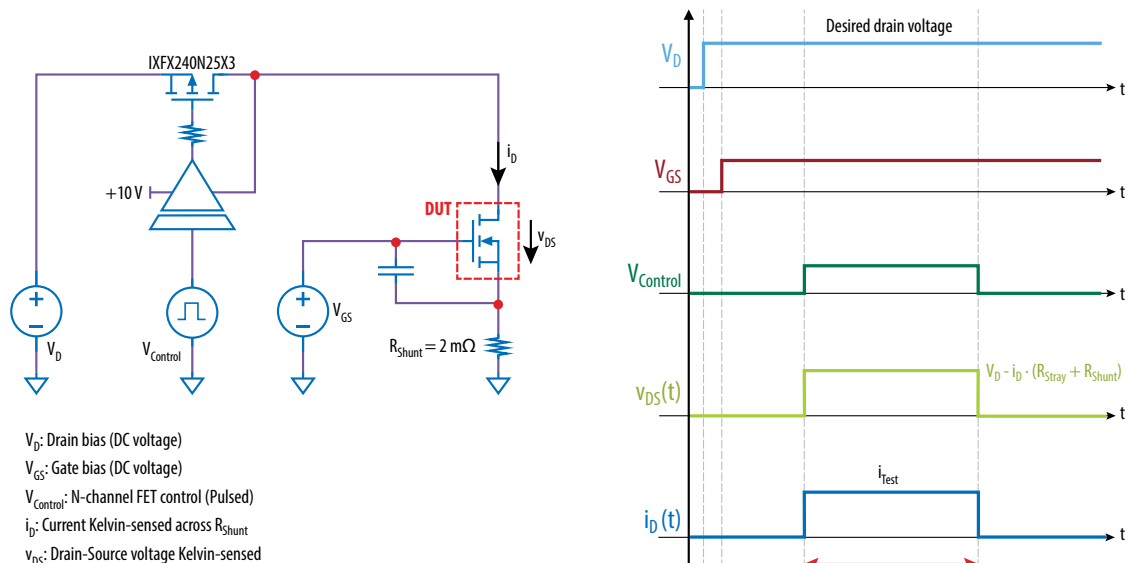 IXFX240N25X3
+10 V
i_D
DUT
v_DS
+
−
V_D
V_Control
+
−
V_GS
R_Shunt = 2 mΩ
V_D: Drain bias (DC voltage)
V_GS: Gate bias (DC voltage)
V_Control: N-channel FET control (Pulsed)
i_D: Current Kelvin-sensed across R_Shunt
v_DS: Drain-Source voltage Kelvin-sensed
Desired drain voltage
V_D
t
V_GS
t
V_Control
t
V_D - i_D · (R_Stray + R_Shunt)
v_DS(t)
t
i_Test
i_D (t)
t